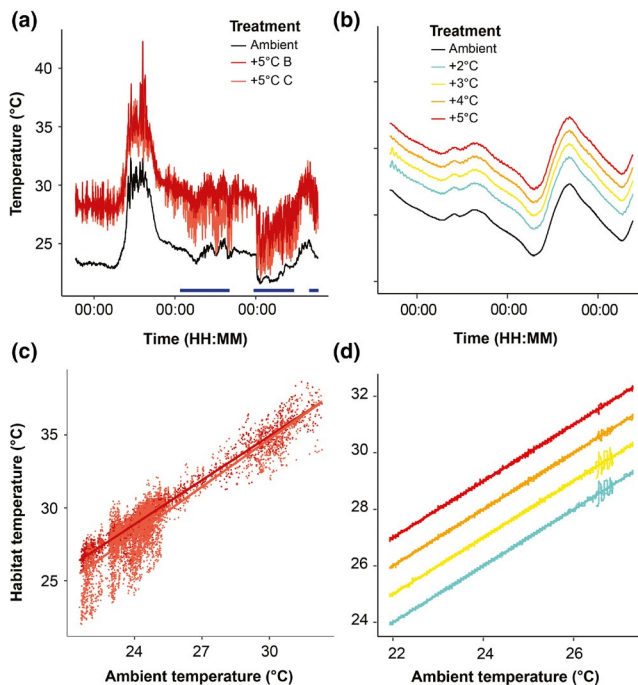 (a)
Treatment
Ambient
+5°C B
+5°C C
Temperature (°C)
40
35
30
25
00:00 00:00 00:00
Time (HH:MM)
(b)
Treatment
Ambient
+2°C
+3°C
+4°C
+5°C
00:00 00:00 00:00
Time (HH:MM)
(c)
Habitat temperature (°C)
35
30
25
24 27 30
Ambient temperature (°C)
(d)
32
30
28
26
24
22 24 26
Ambient temperature (°C)